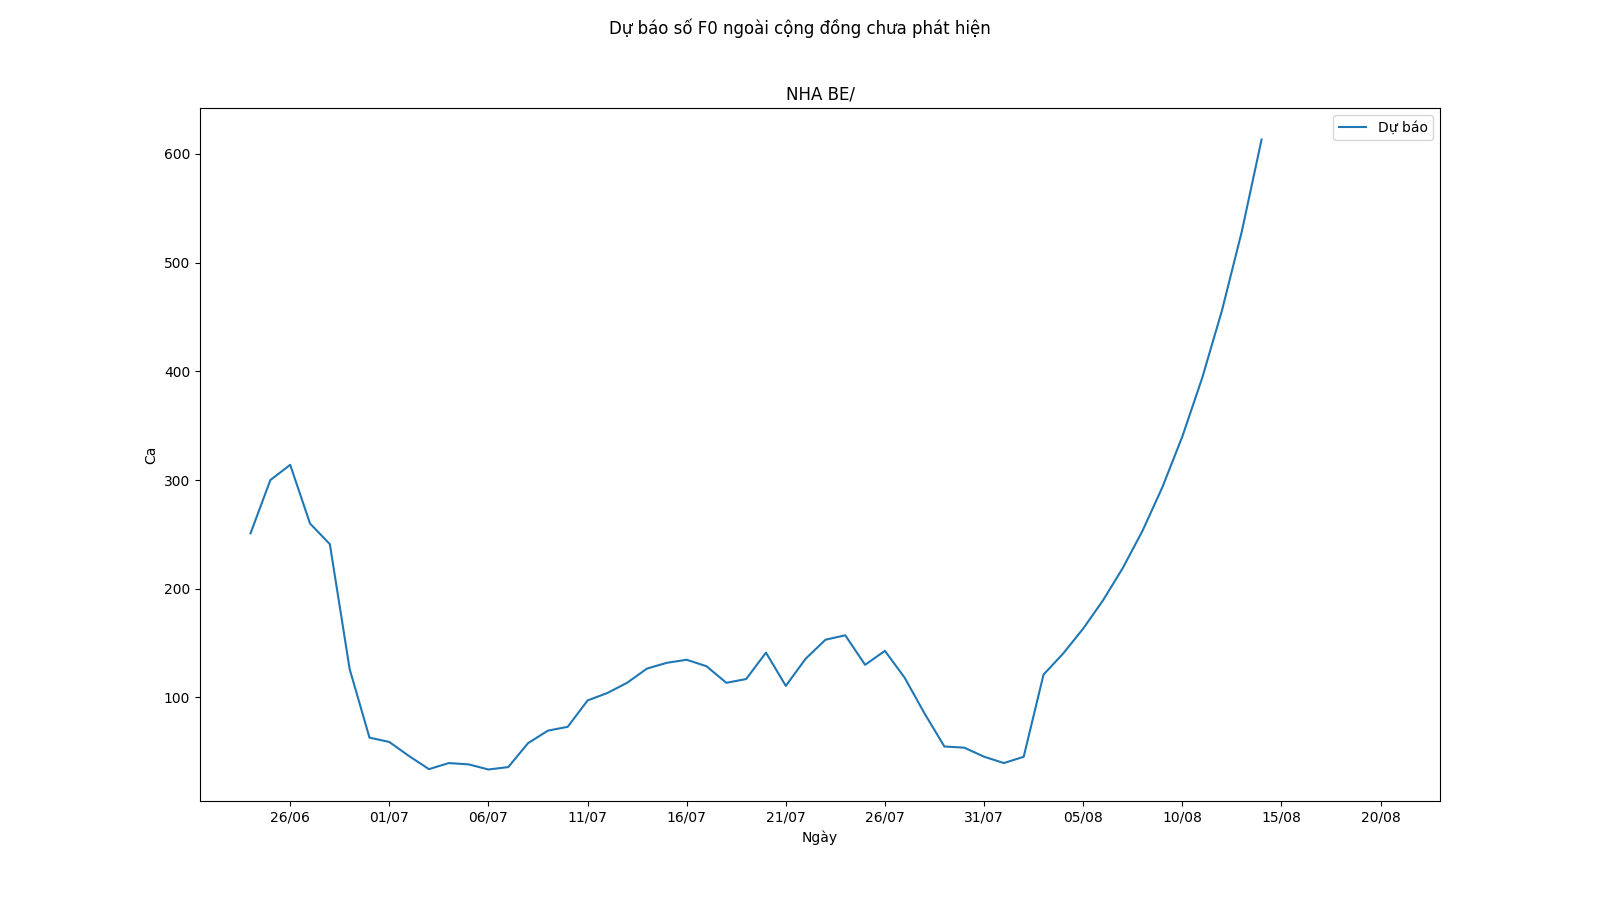 Dự báo số F0 ngoài cộng đồng chưa phát hiện
NHA BE/
Dự báo
600
500
400
300
200
100
Ca
26/06 01/07 06/07 11/07 16/07 21/07 26/07 31/07 05/08 10/08 15/08 20/08
Ngày